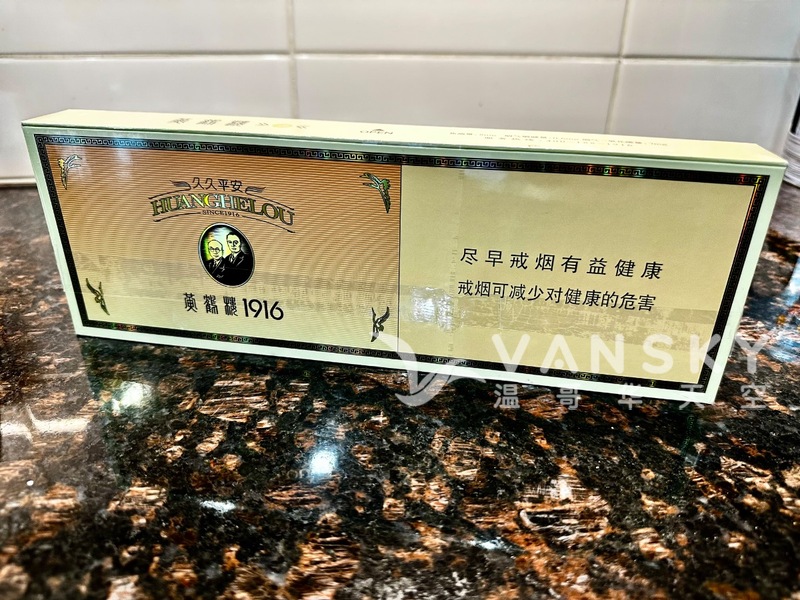 OPEN
久久平安
HUANGHELOU
SINCE1916
黄鹤楼1916
尽早戒烟有益健康
戒烟可减少对健康的危害
VANSKY
温哥华天空